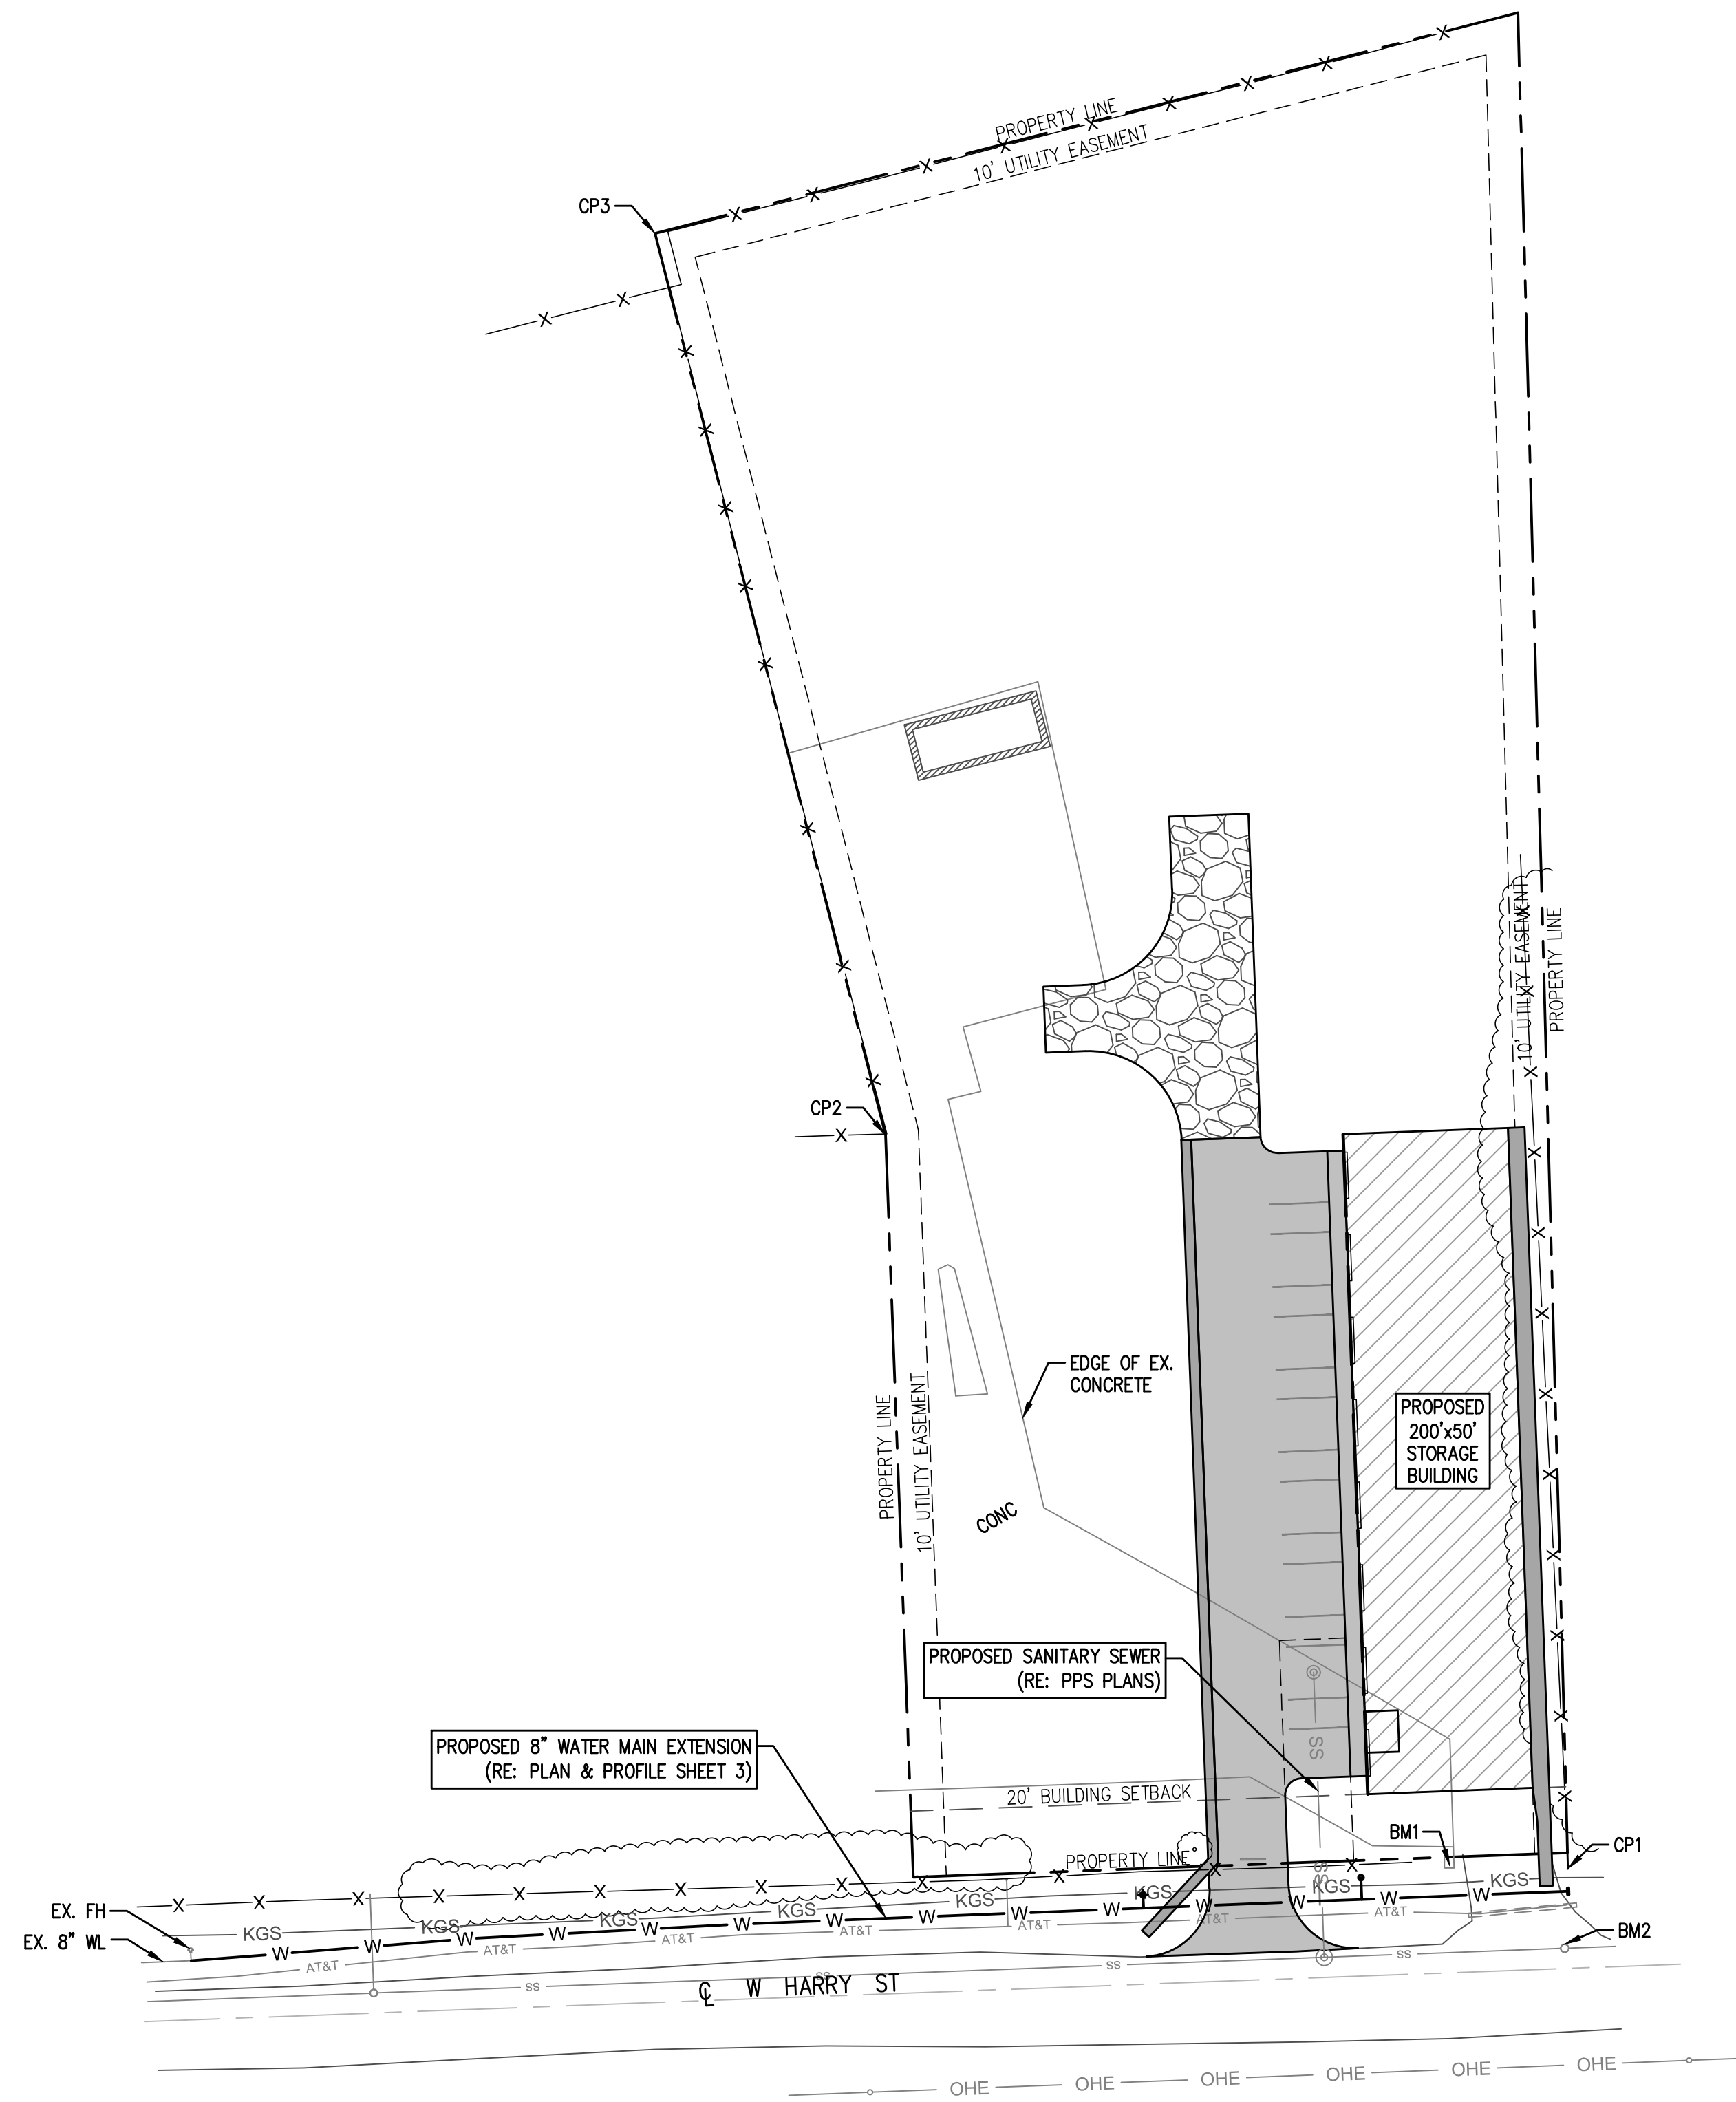 PROPERTY LINE
10' UTILITY EASEMENT
CP3
10' UTILITY EASEMENT
PROPERTY LINE
CP2
EDGE OF EX.
CONCRETE
PROPERTY LINE
10' UTILITY EASEMENT
PROPOSED
200'x50'
STORAGE
BUILDING
CONC
PROPOSED SANITARY SEWER
(RE: PPS PLANS)
SS
PROPOSED 8" WATER MAIN EXTENSION
(RE: PLAN & PROFILE SHEET 3)
20' BUILDING SETBACK
BM1
CP1
PROPERTY LINE
SS
KGS KGS KGS KGS KGS KGS KGS KGS
EX. FH
EX. 8" WL
W W W W W W W W W W W W W W
AT&T AT&T AT&T AT&T AT&T AT&T AT&T
BM2
SS SS SS SS
℄ W HARRY ST
OHE OHE OHE OHE OHE OHE